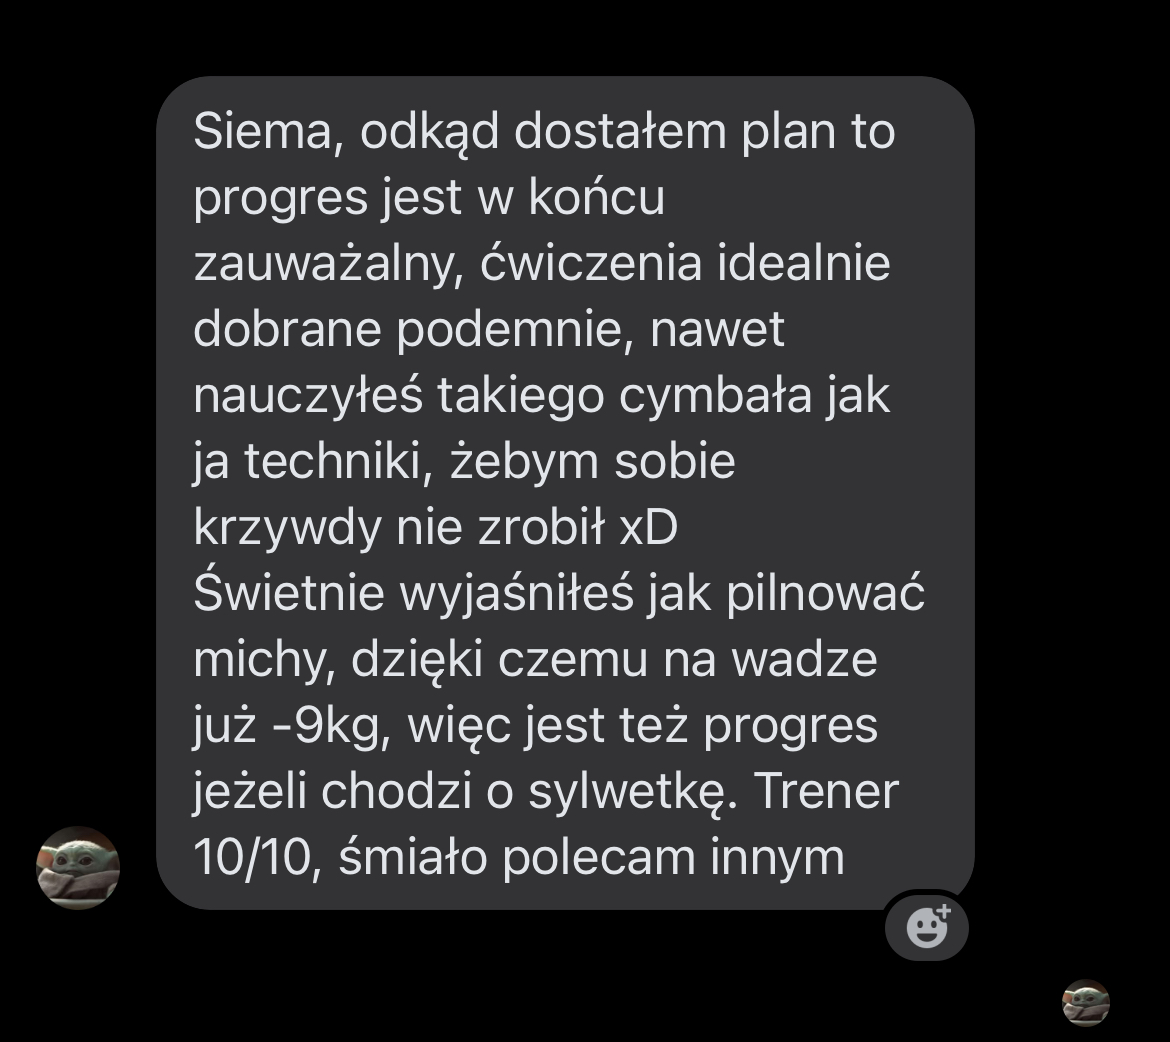 Siema, odkąd dostałem plan to
progres jest w końcu
zauważalny, ćwiczenia idealnie
dobrane podemnie, nawet
nauczyłeś takiego cymbała jak
ja techniki, żebym sobie
krzywdy nie zrobił xD
Świetnie wyjaśniłeś jak pilnować
michy, dzięki czemu na wadze
już -9kg, więc jest też progres
jeżeli chodzi o sylwetkę. Trener
10/10, śmiało polecam innym